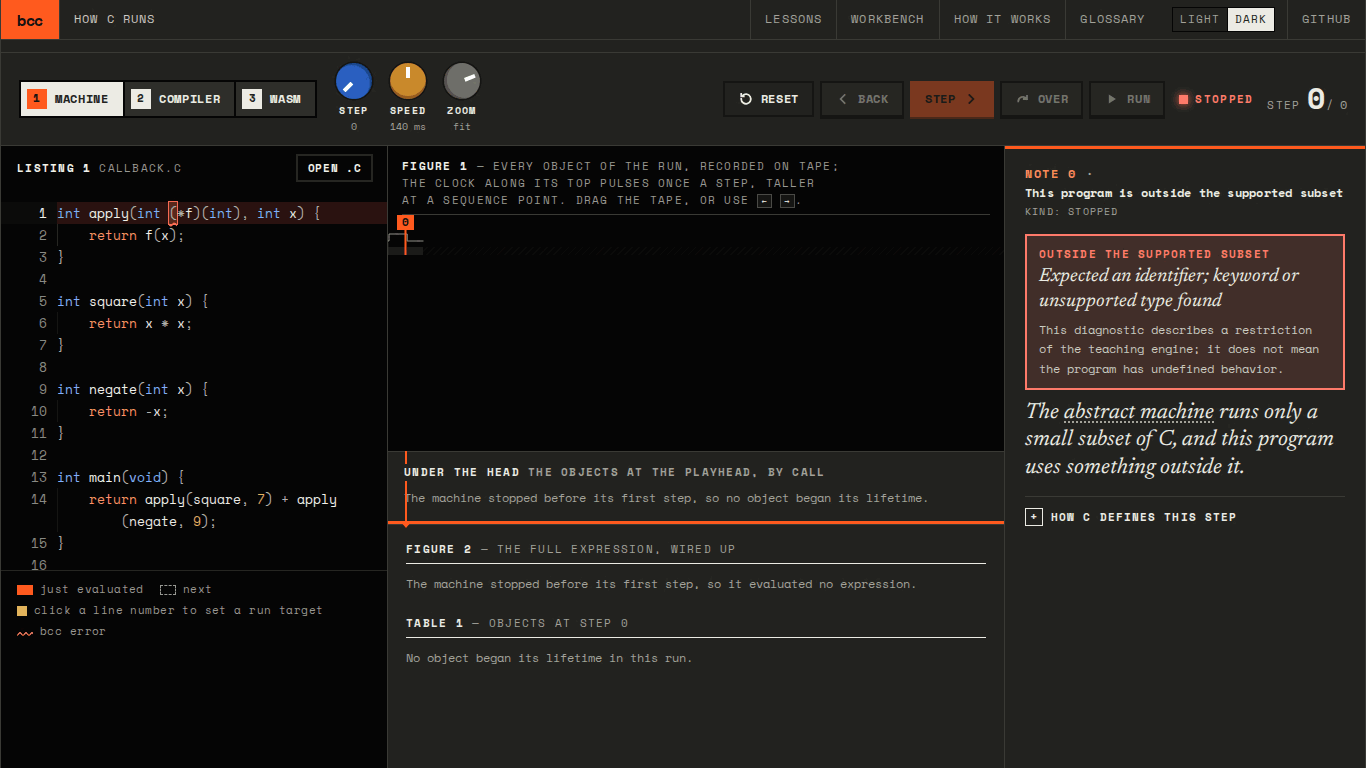 bcc HOW C RUNS LESSONS WORKBENCH HOW IT WORKS GLOSSARY LIGHT DARK GITHUB
1 MACHINE 2 COMPILER 3 WASM
STEP SPEED ZOOM
0 140 ms fit
RESET BACK STEP OVER RUN STOPPED STEP 0 / 0
LISTING 1 CALLBACK.C OPEN .C
1 int apply(int (*f)(int), int x) {
2 return f(x);
3 }
4
5 int square(int x) {
6 return x * x;
7 }
8
9 int negate(int x) {
10 return -x;
11 }
12
13 int main(void) {
14 return apply(square, 7) + apply
(negate, 9);
15 }
16
just evaluated next
click a line number to set a run target
bcc error
FIGURE 1 — EVERY OBJECT OF THE RUN, RECORDED ON TAPE;
THE CLOCK ALONG ITS TOP PULSES ONCE A STEP, TALLER
AT A SEQUENCE POINT. DRAG THE TAPE, OR USE ← →.
0
UNDER THE HEAD THE OBJECTS AT THE PLAYHEAD, BY CALL
The machine stopped before its first step, so no object began its lifetime.
FIGURE 2 — THE FULL EXPRESSION, WIRED UP
The machine stopped before its first step, so it evaluated no expression.
TABLE 1 — OBJECTS AT STEP 0
No object began its lifetime in this run.
NOTE 0 ·
This program is outside the supported subset
KIND: STOPPED
OUTSIDE THE SUPPORTED SUBSET
Expected an identifier; keyword or
unsupported type found
This diagnostic describes a restriction
of the teaching engine; it does not mean
the program has undefined behavior.
The abstract machine runs only a
small subset of C, and this program
uses something outside it.
+ HOW C DEFINES THIS STEP